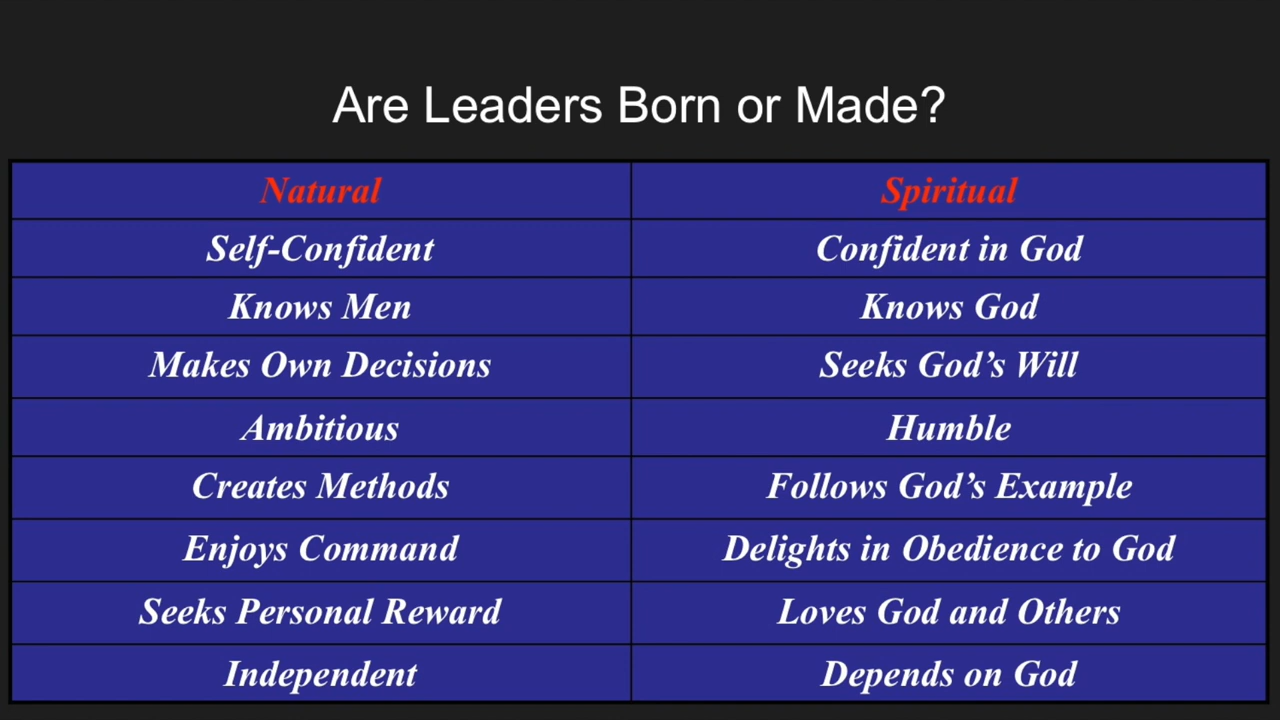 Are Leaders Born or Made?
Natural Spiritual
Self-Confident Confident in God
Knows Men Knows God
Makes Own Decisions Seeks God’s Will
Ambitious Humble
Creates Methods Follows God’s Example
Enjoys Command Delights in Obedience to God
Seeks Personal Reward Loves God and Others
Independent Depends on God